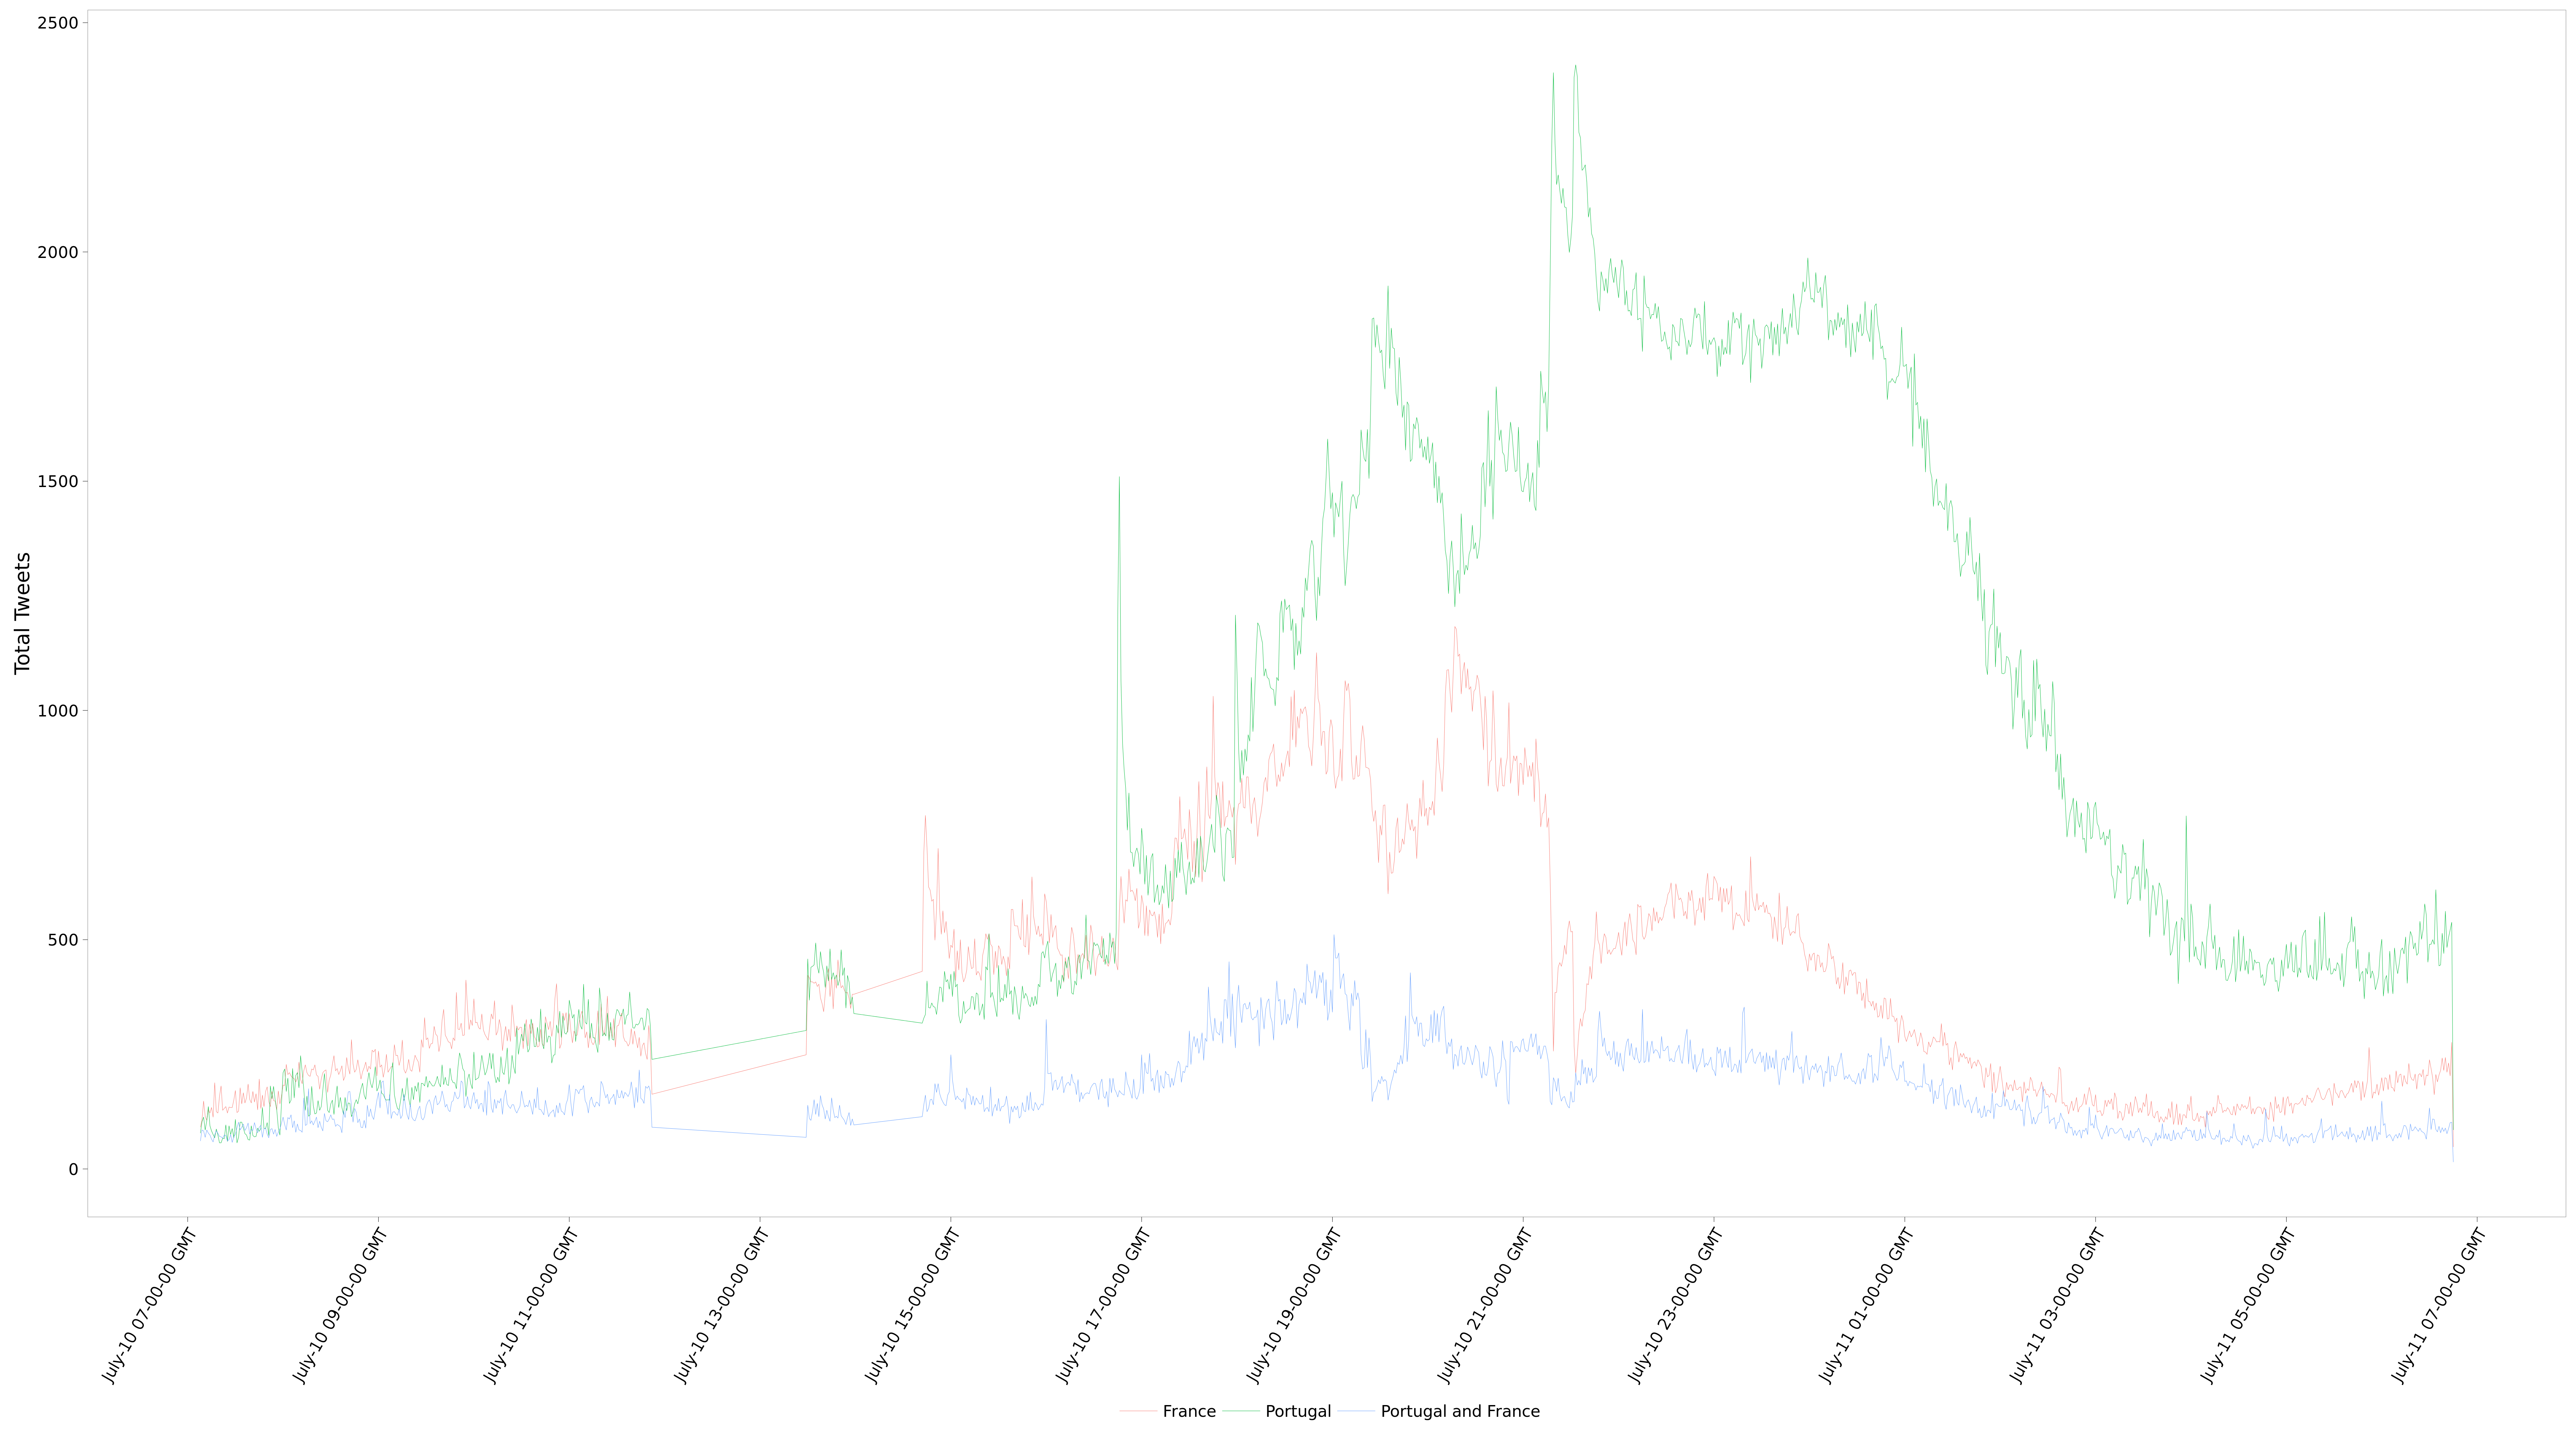 2500
2000
1500
1000
500
0
Total Tweets
July-10 07-00-00 GMT
July-10 09-00-00 GMT
July-10 11-00-00 GMT
July-10 13-00-00 GMT
July-10 15-00-00 GMT
July-10 17-00-00 GMT
July-10 19-00-00 GMT
July-10 21-00-00 GMT
July-10 23-00-00 GMT
July-11 01-00-00 GMT
July-11 03-00-00 GMT
July-11 05-00-00 GMT
July-11 07-00-00 GMT
France Portugal Portugal and France